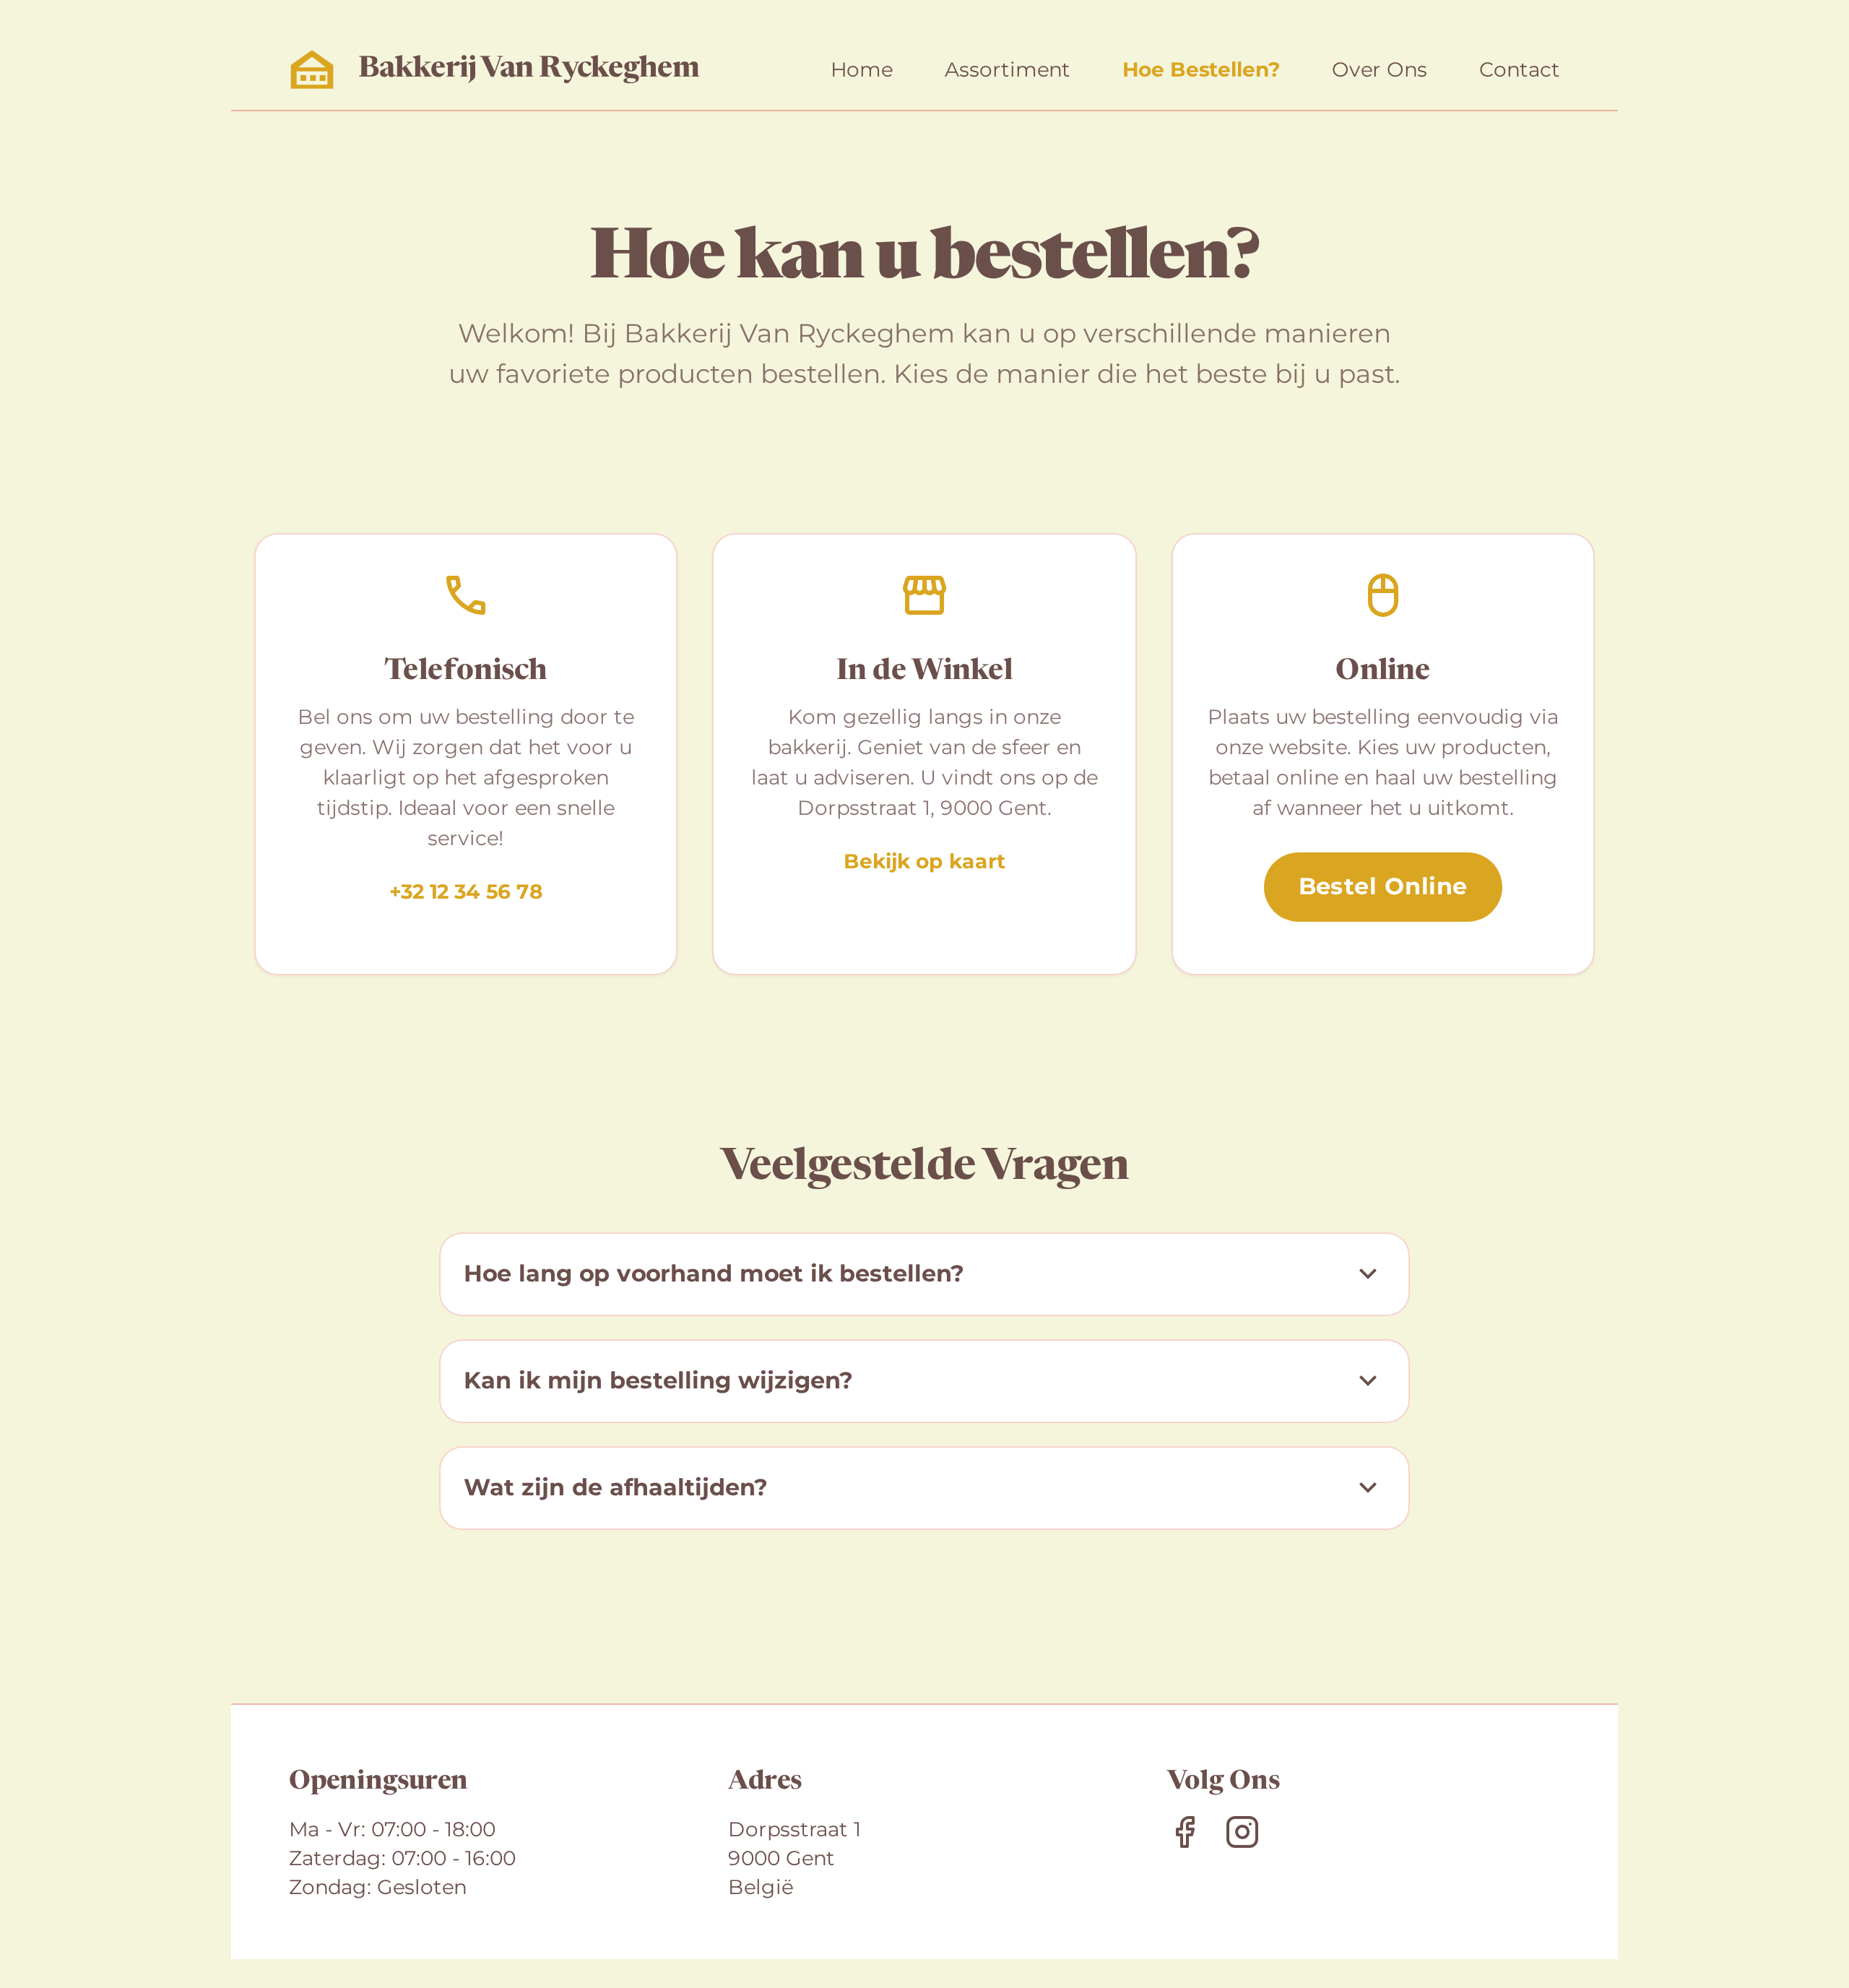 Bakkerij Van Ryckeghem
Home
Assortiment
Hoe Bestellen?
Over Ons
Contact
Hoe kan u bestellen?
Welkom! Bij Bakkerij Van Ryckeghem kan u op verschillende manieren
uw favoriete producten bestellen. Kies de manier die het beste bij u past.
Telefonisch
Bel ons om uw bestelling door te
geven. Wij zorgen dat het voor u
klaarligt op het afgesproken
tijdstip. Ideaal voor een snelle
service!
+32 12 34 56 78
In de Winkel
Kom gezellig langs in onze
bakkerij. Geniet van de sfeer en
laat u adviseren. U vindt ons op de
Dorpsstraat 1, 9000 Gent.
Bekijk op kaart
Online
Plaats uw bestelling eenvoudig via
onze website. Kies uw producten,
betaal online en haal uw bestelling
af wanneer het u uitkomt.
Bestel Online
Veelgestelde Vragen
Hoe lang op voorhand moet ik bestellen?
Kan ik mijn bestelling wijzigen?
Wat zijn de afhaaltijden?
Openingsuren
Ma - Vr: 07:00 - 18:00
Zaterdag: 07:00 - 16:00
Zondag: Gesloten
Adres
Dorpsstraat 1
9000 Gent
België
Volg Ons